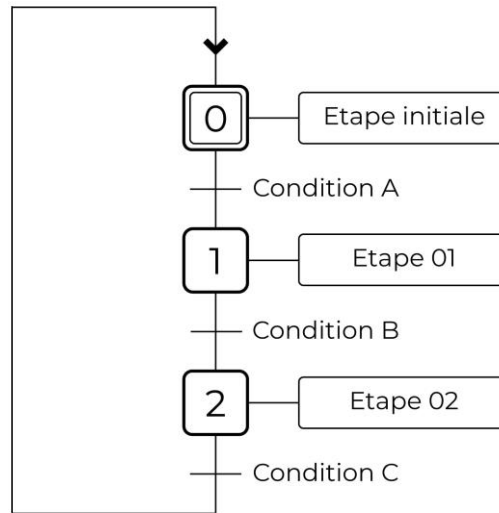 0 Etape initiale
Condition A
1 Etape 01
Condition B
2 Etape 02
Condition C